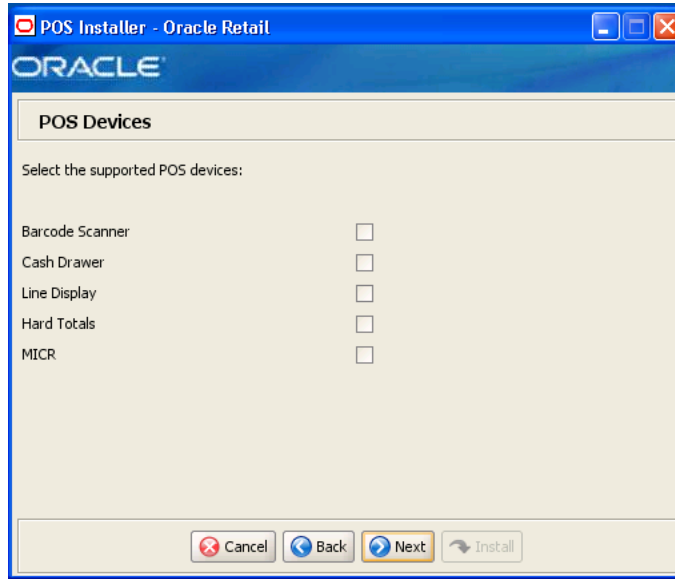 POS Installer - Oracle Retail
ORACLE
POS Devices
Select the supported POS devices:
Barcode Scanner
Cash Drawer
Line Display
Hard Totals
MICR
Cancel Back Next Install